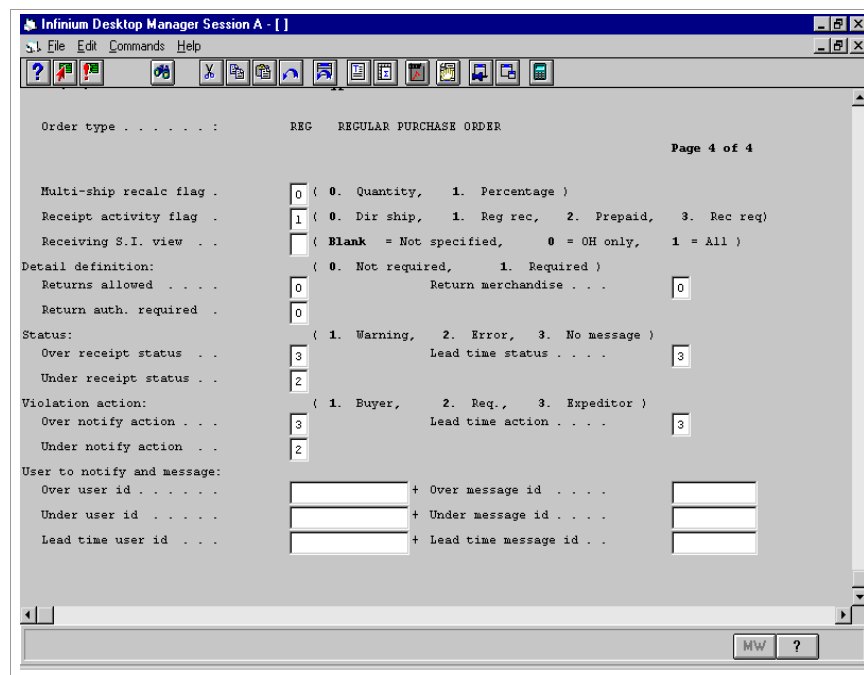 Infinium Desktop Manager Session A - [ ]
File Edit Commands Help
Order type . . . . . . : REG REGULAR PURCHASE ORDER
Page 4 of 4
Multi-ship recalc flag . 0 ( 0. Quantity, 1. Percentage )
Receipt activity flag . 1 ( 0. Dir ship, 1. Reg rec, 2. Prepaid, 3. Rec req)
Receiving S.I. view . . ( Blank = Not specified, 0 = OH only, 1 = All )
Detail definition: ( 0. Not required, 1. Required )
Returns allowed . . . . 0 Return merchandise . . . 0
Return auth. required . 0
Status: ( 1. Warning, 2. Error, 3. No message )
Over receipt status . . 3 Lead time status . . . . 3
Under receipt status . . 2
Violation action: ( 1. Buyer, 2. Req., 3. Expeditor )
Over notify action . . . 3 Lead time action . . . . 3
Under notify action . . 2
User to notify and message:
Over user id . . . . . . + Over message id . . . .
Under user id . . . . . + Under message id . . . .
Lead time user id . . . + Lead time message id . .
MW ?